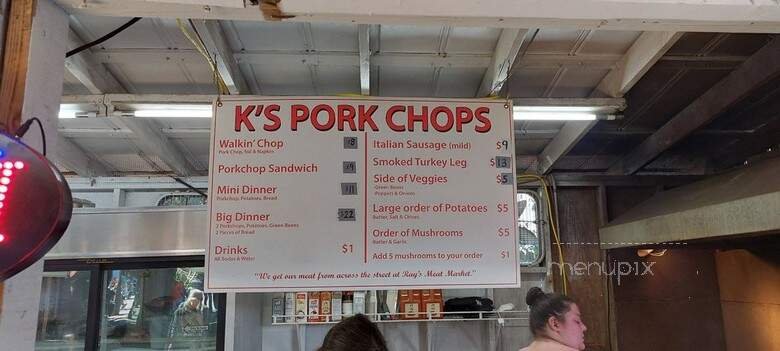 K'S PORK CHOPS
Walkin' Chop $8
Pork Chop, Foil & Napkin
Porkchop Sandwich
Mini Dinner
Porkchop, Potatoes, Bread
Big Dinner $22
2 Porkchops, Potatoes, Green Beans
2 Pieces of Bread
Drinks $1
All Sodas & Water
Italian Sausage (mild) $9
Smoked Turkey Leg $13
Side of Veggies $5
-Green Beans
-Peppers & Onions
Large order of Potatoes $5
Butter, Salt & Chives
Order of Mushrooms $5
Butter & Garlic
Add 5 mushrooms to your order $1
"We get our meat from across the street at Ray's Meat Market."
menupix